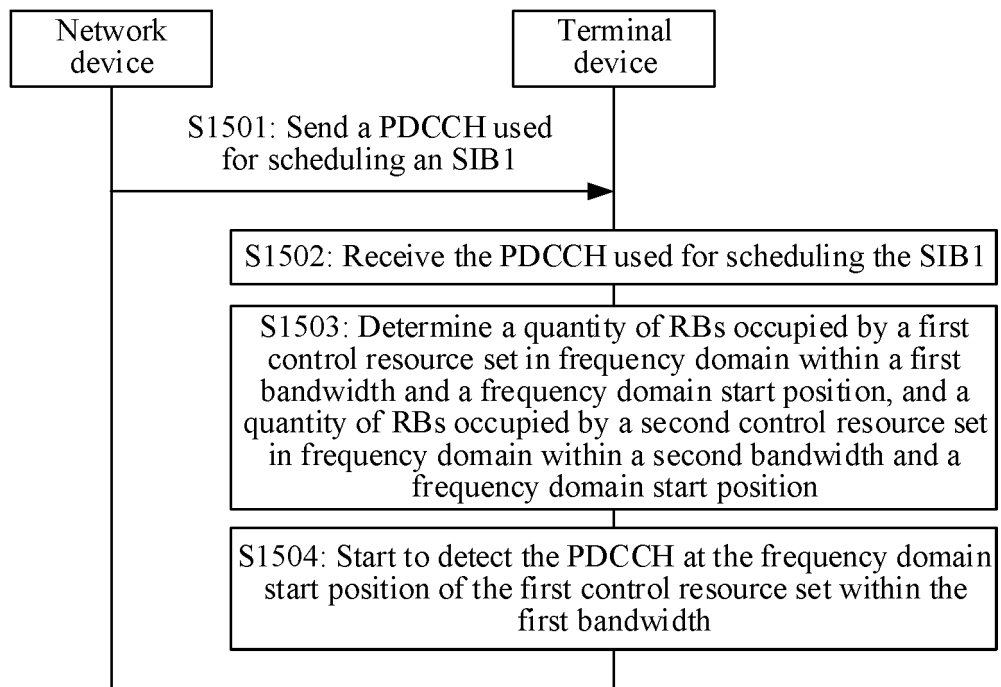 Network
device
Terminal
device
S1501: Send a PDCCH used
for scheduling an SIB1
S1502: Receive the PDCCH used for scheduling the SIB1
S1503: Determine a quantity of RBs occupied by a first
control resource set in frequency domain within a first
bandwidth and a frequency domain start position, and a
quantity of RBs occupied by a second control resource set
in frequency domain within a second bandwidth and a
frequency domain start position
S1504: Start to detect the PDCCH at the frequency domain
start position of the first control resource set within the
first bandwidth